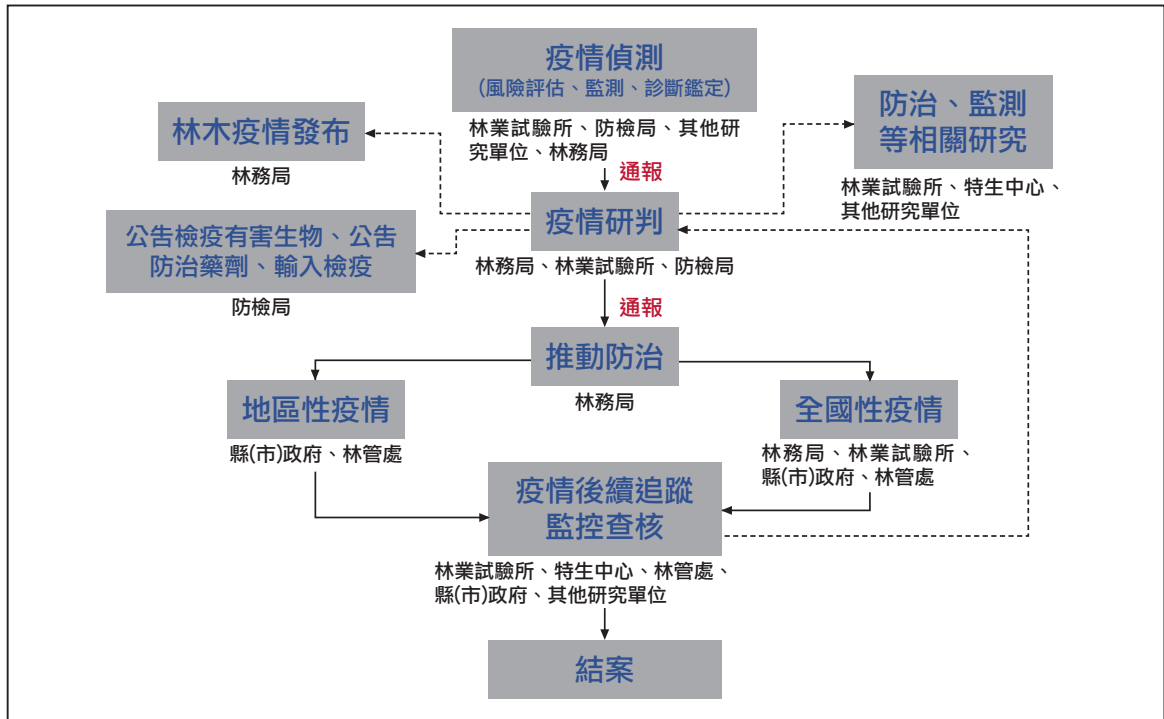 疫情偵測
(風險評估、監測、診斷鑑定)
林業試驗所、防檢局、其他研
究單位、林務局
通報
林木疫情發布
林務局
防治、監測
等相關研究
林業試驗所、特生中心、
其他研究單位
疫情研判
林務局、林業試驗所、防檢局
公告檢疫有害生物、公告
防治藥劑、輸入檢疫
防檢局
通報
推動防治
林務局
地區性疫情
縣(市)政府、林管處
全國性疫情
林務局、林業試驗所、
縣(市)政府、林管處
疫情後續追蹤
監控查核
林業試驗所、特生中心、林管處、
縣(市)政府、其他研究單位
結案